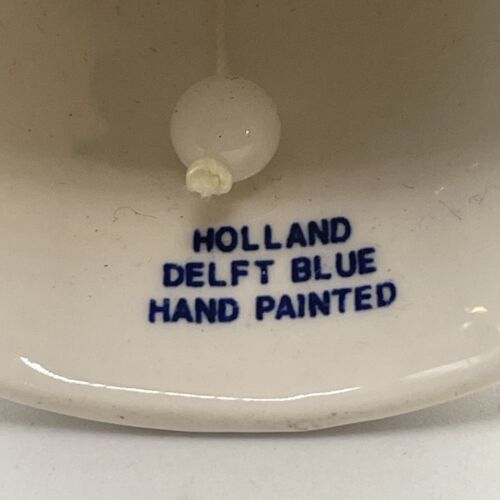 HOLLAND
DELFT BLUE
HAND PAINTED